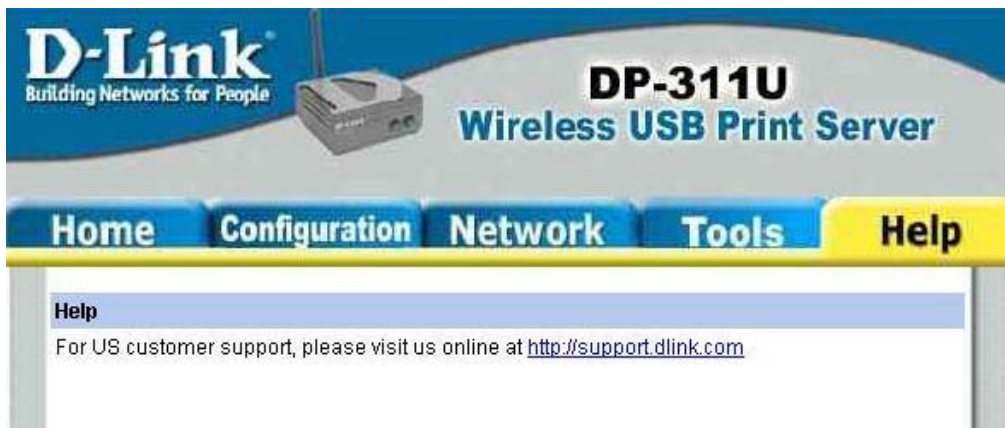 D-Link
Building Networks for People
DP-311U
Wireless USB Print Server
Home Configuration Network Tools Help
Help
For US customer support, please visit us online at http://support.dlink.com